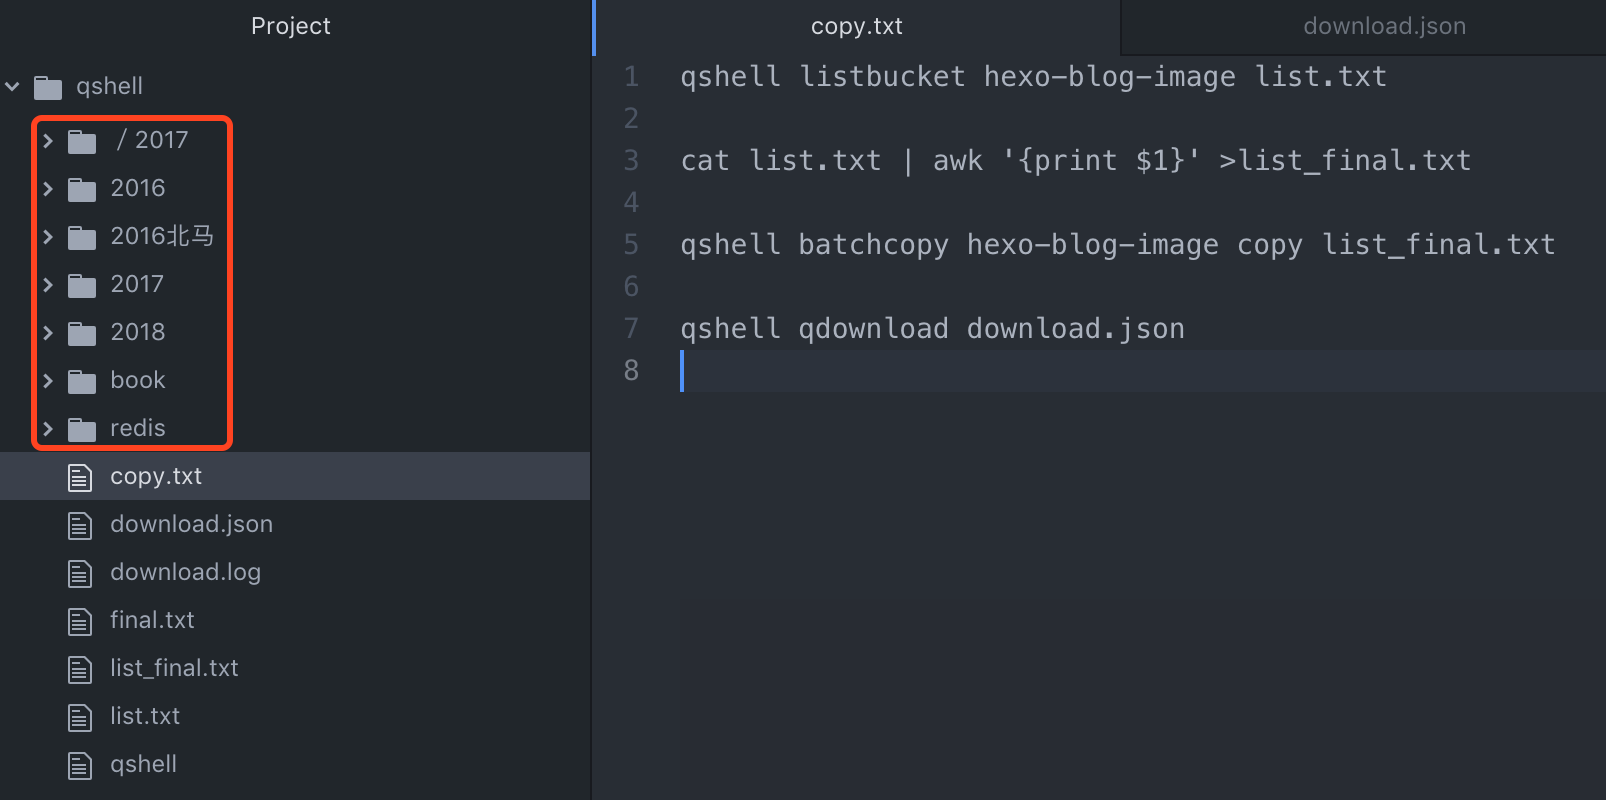 Project
qshell
/ 2017
2016
2016北马
2017
2018
book
redis
copy.txt
download.json
download.log
final.txt
list_final.txt
list.txt
qshell
copy.txt
download.json
1 qshell listbucket hexo-blog-image list.txt
2
3 cat list.txt | awk '{print $1}' >list_final.txt
4
5 qshell batchcopy hexo-blog-image copy list_final.txt
6
7 qshell qdownload download.json
8